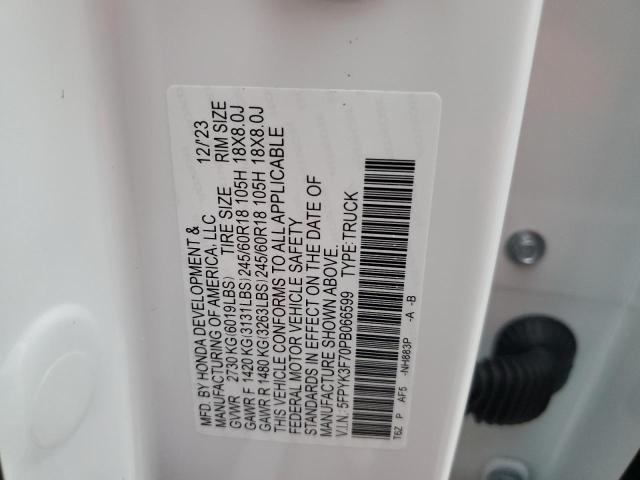 MFD. BY HONDA DEVELOPMENT &
MANUFACTURING OF AMERICA, LLC 12/'23
GVWR 2730 KG(6019LBS) TIRE SIZE RIM SIZE
GAWR F 1420 KG(3131LBS)245/60R18 105H 18X8.0J
GAWR R 1480 KG(3263LBS)245/60R18 105H 18X8.0J
THIS VEHICLE CONFORMS TO ALL APPLICABLE
FEDERAL MOTOR VEHICLE SAFETY
STANDARDS IN EFFECT ON THE DATE OF
MANUFACTURE SHOWN ABOVE.
V.I.N.: 5FPYK3F70PB066599 TYPE: TRUCK
T6Z P AF5 -NH883P -A -B